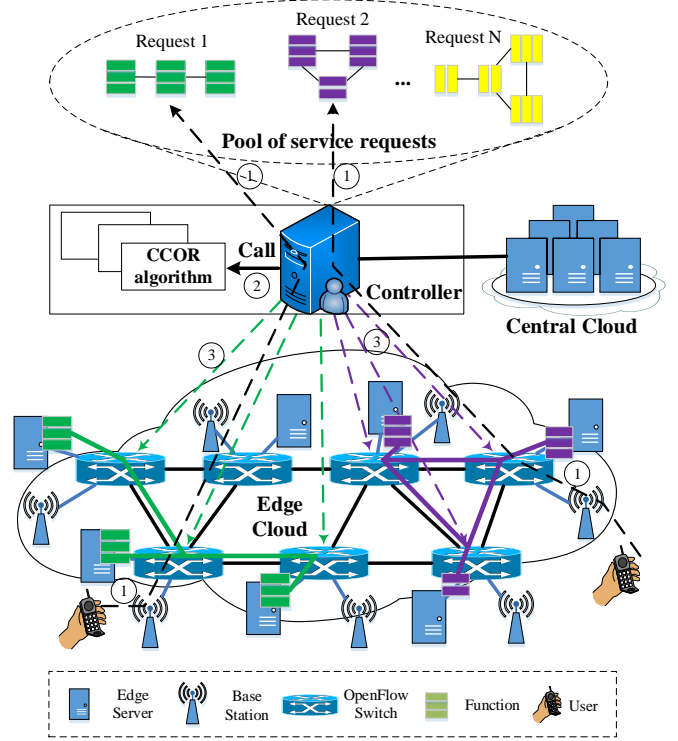 Request 1
Request 2
Request N
...
Pool of service requests
1
1
CCOR
algorithm
Call
2
Controller
Central Cloud
3
3
Edge
Cloud
1
1
Edge
Server
Base
Station
OpenFlow
Switch
Function
User